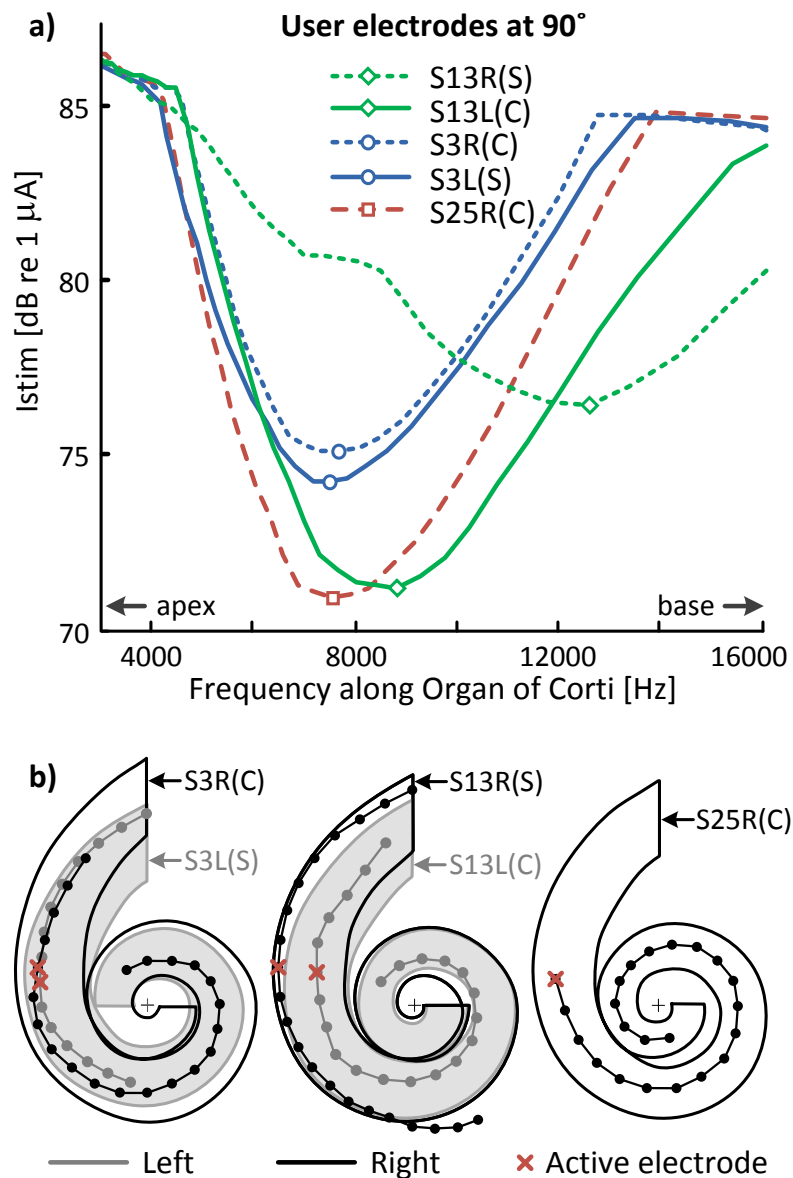 a) User electrodes at 90°
S13R(S)
S13L(C)
S3R(C)
S3L(S)
S25R(C)
Istim [dB re 1 µA]
85
80
75
70
apex
base
4000 8000 12000 16000
Frequency along Organ of Corti [Hz]
b)
S3R(C)
S3L(S)
S13R(S)
S13L(C)
S25R(C)
Left Right Active electrode